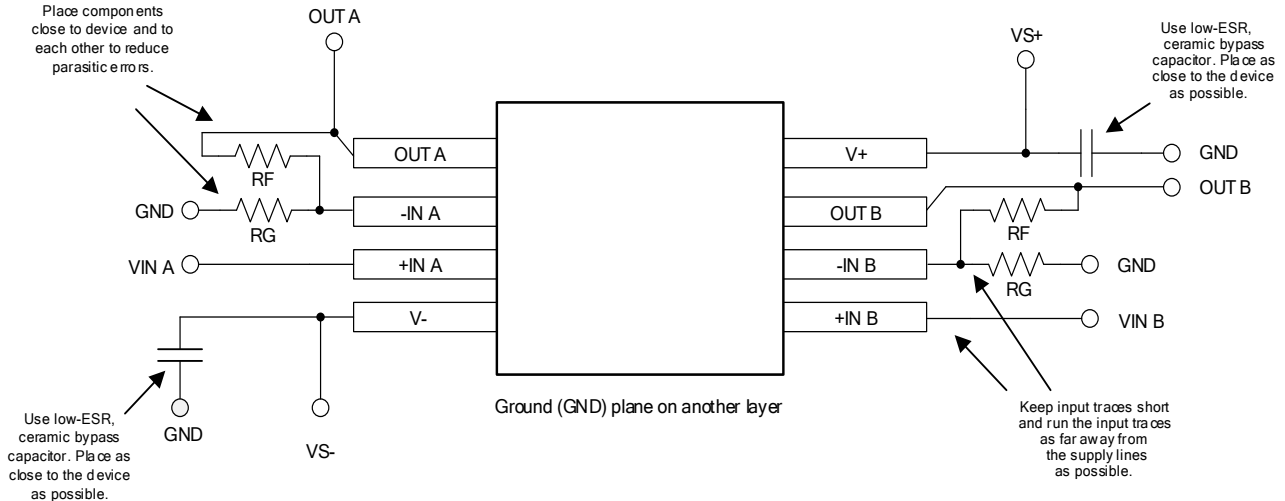 Place components
close to device and to
each other to reduce
parasitic errors.
OUT A
VS+
Use low-ESR,
ceramic bypass
capacitor. Place as
close to the device
as possible.
OUT A
V+
GND
RF
OUT B
GND
-IN A
OUT B
RG
RF
VIN A
+IN A
-IN B
GND
RG
V-
+IN B
VIN B
Ground (GND) plane on another layer
Use low-ESR,
ceramic bypass
capacitor. Place as
close to the device
as possible.
GND
VS-
Keep input traces short
and run the input traces
as far away from
the supply lines
as possible.